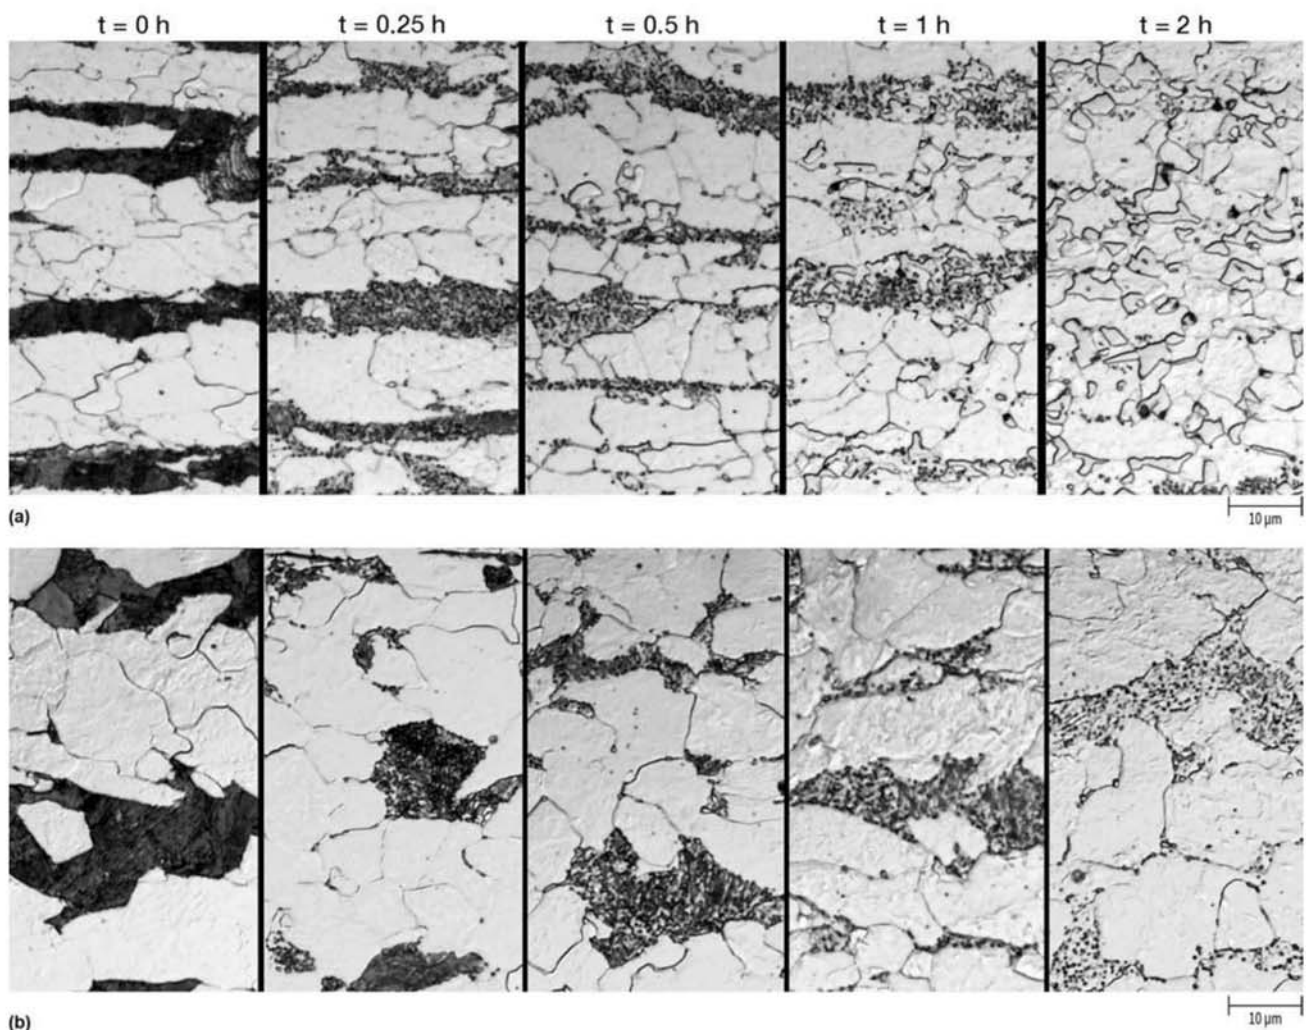 t = 0 h t = 0.25 h t = 0.5 h t = 1 h t = 2 h
10 µm
(a)
10 µm
(b)